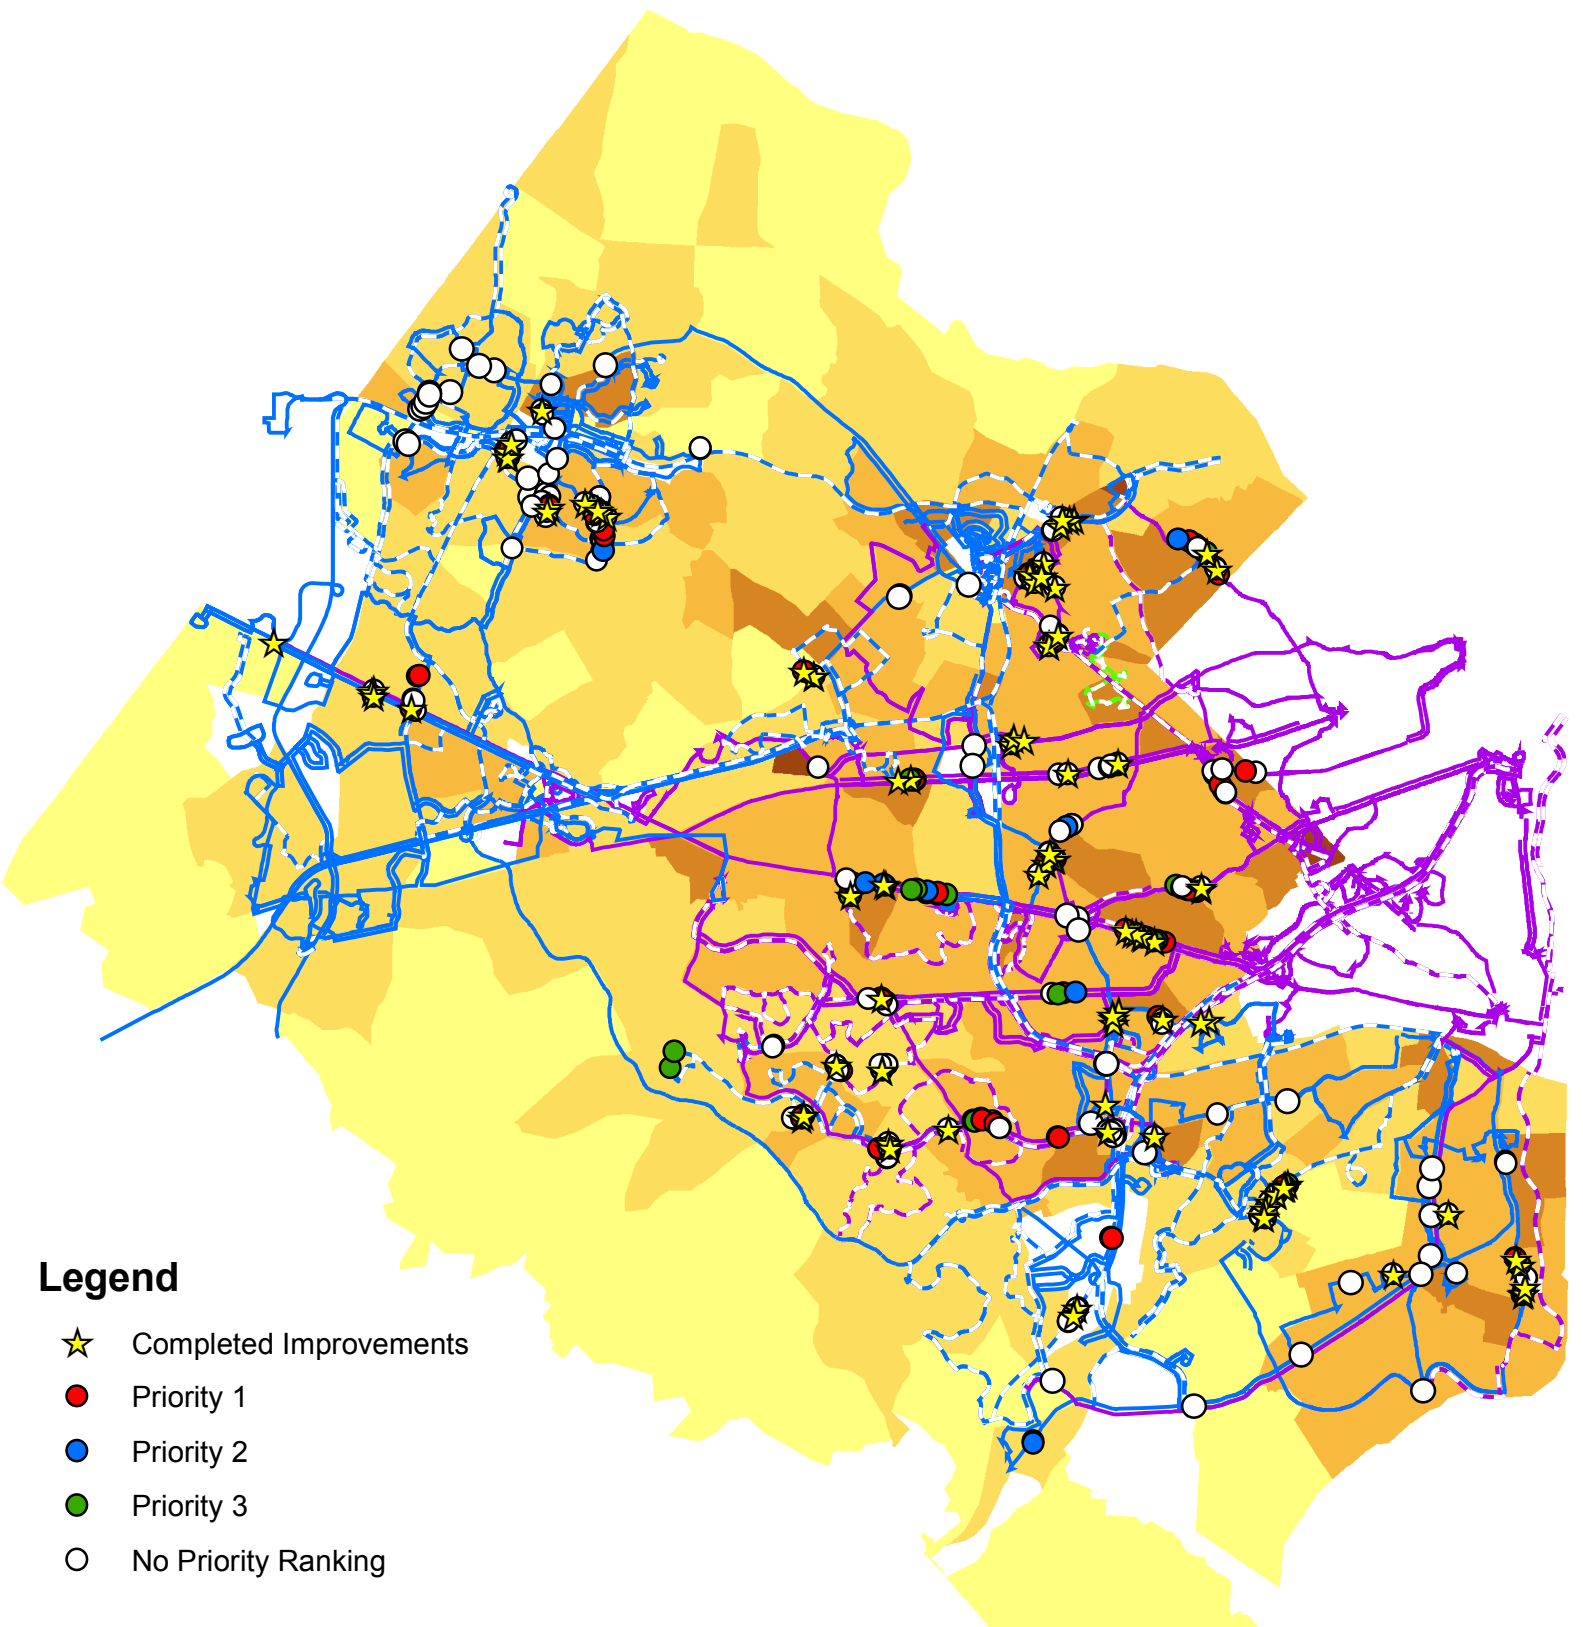 Legend
Completed Improvements
Priority 1
Priority 2
Priority 3
No Priority Ranking